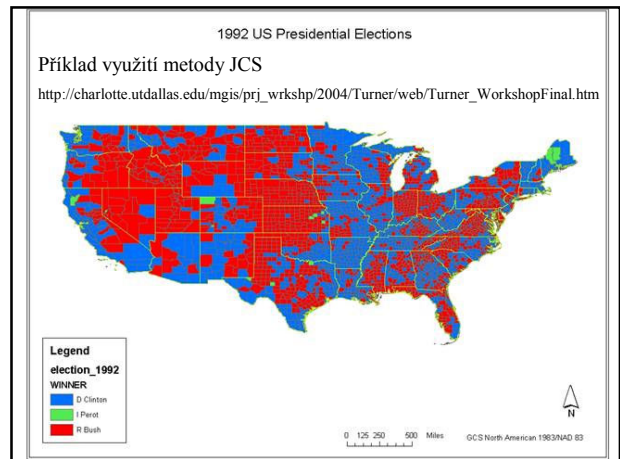 1992 US Presidential Elections
Příklad využití metody JCS
http://charlotte.utdallas.edu/mgis/prj_wrkshp/2004/Turner/web/Turner_WorkshopFinal.htm
Legend
election_1992
WINNER
D Clinton
I Perot
R Bush
N
0 125 250 500 Miles
GCS North American 1983/NAD 83